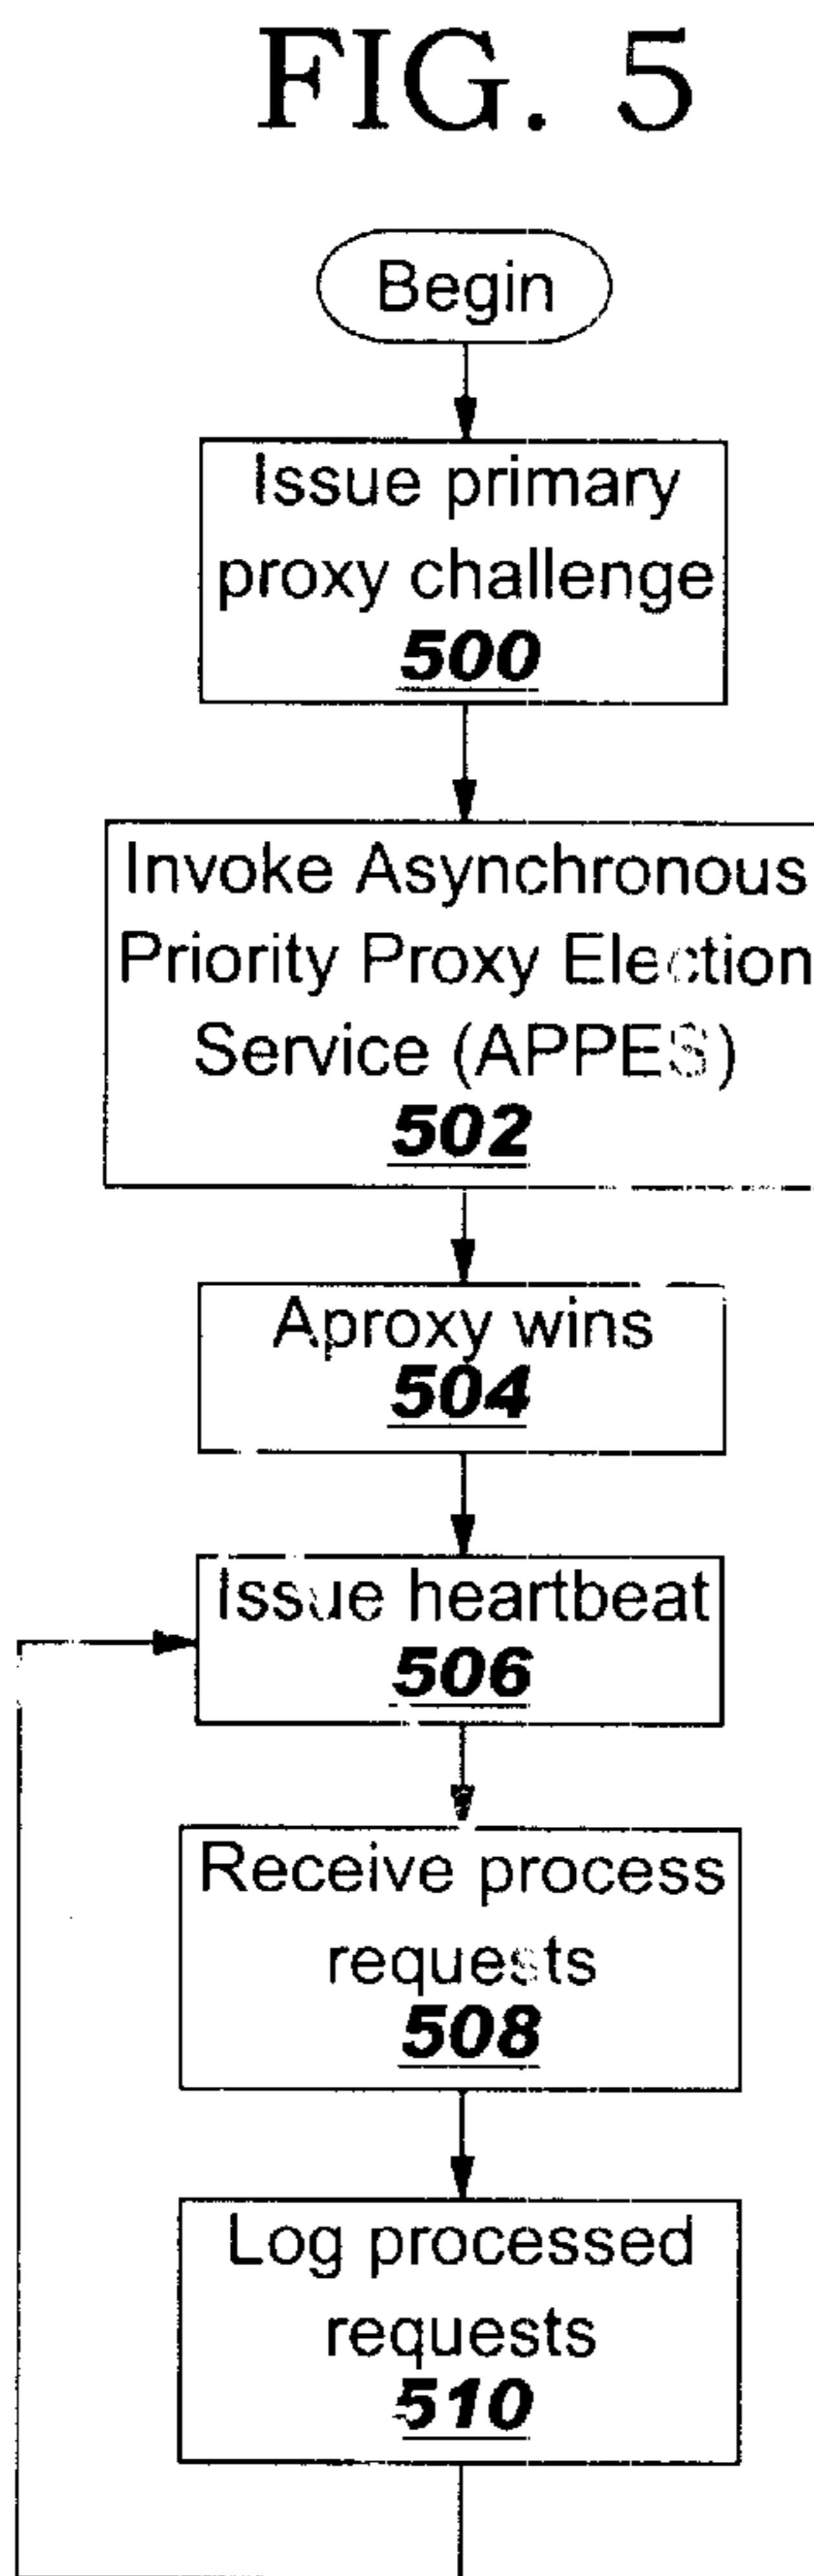 FIG. 5
Begin
Issue primary
proxy challenge
500
Invoke Asynchronous
Priority Proxy Election
Service (APPES)
502
Aproxy wins
504
Issue heartbeat
506
Receive process
requests
508
Log processed
requests
510